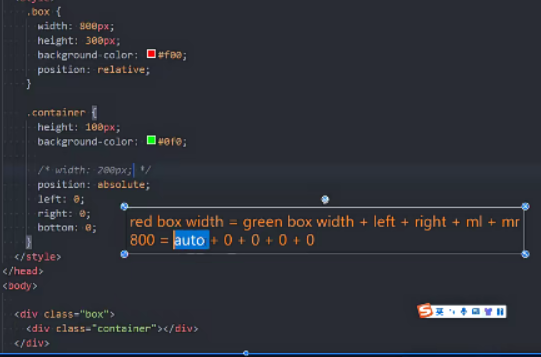 <style>
.box {
width: 800px;
height: 300px;
background-color: #f00;
position: relative;
}
.container {
height: 100px;
background-color: #0f0;
/* width: 200px; */
position: absolute;
left: 0;
right: 0;
bottom: 0;
}
red box width = green box width + left + right + ml + mr
800 = auto + 0 + 0 + 0 + 0
</style>
</head>
<body>
<div class="box">
<div class="container"></div>
</div>
英